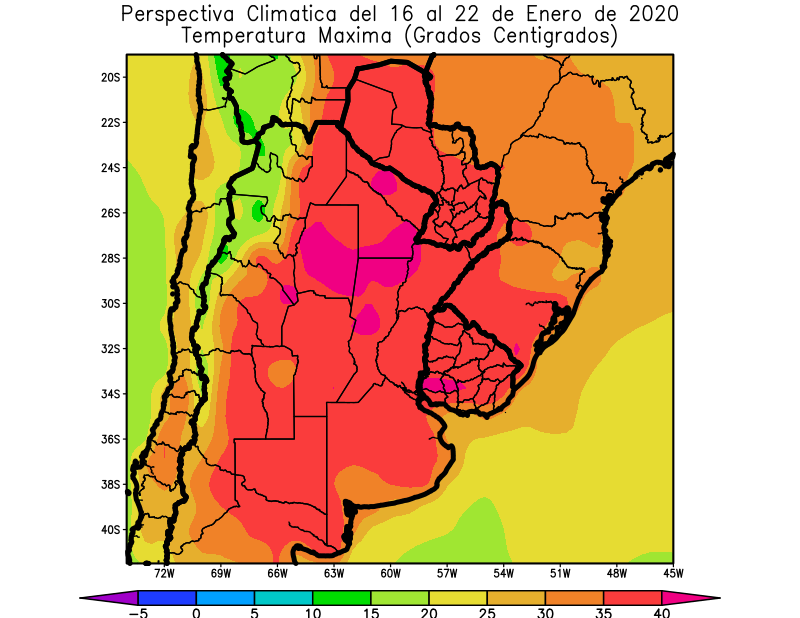 Perspectiva Climatica del 16 al 22 de Enero de 2020
Temperatura Maxima (Grados Centigrados)
20S
22S
24S
26S
28S
30S
32S
34S
36S
38S
40S
72W 69W 66W 63W 60W 57W 54W 51W 48W 45W
−5 0 5 10 15 20 25 30 35 40